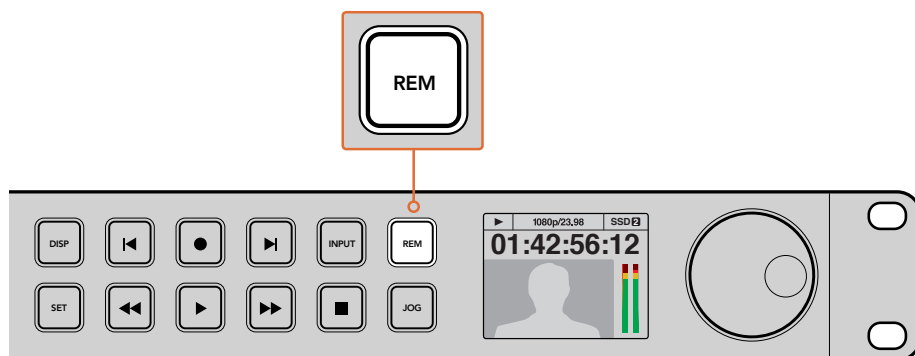 REM
DISP
INPUT
REM
1080p/23.98
SSD 2
01:42:56:12
SET
JOG